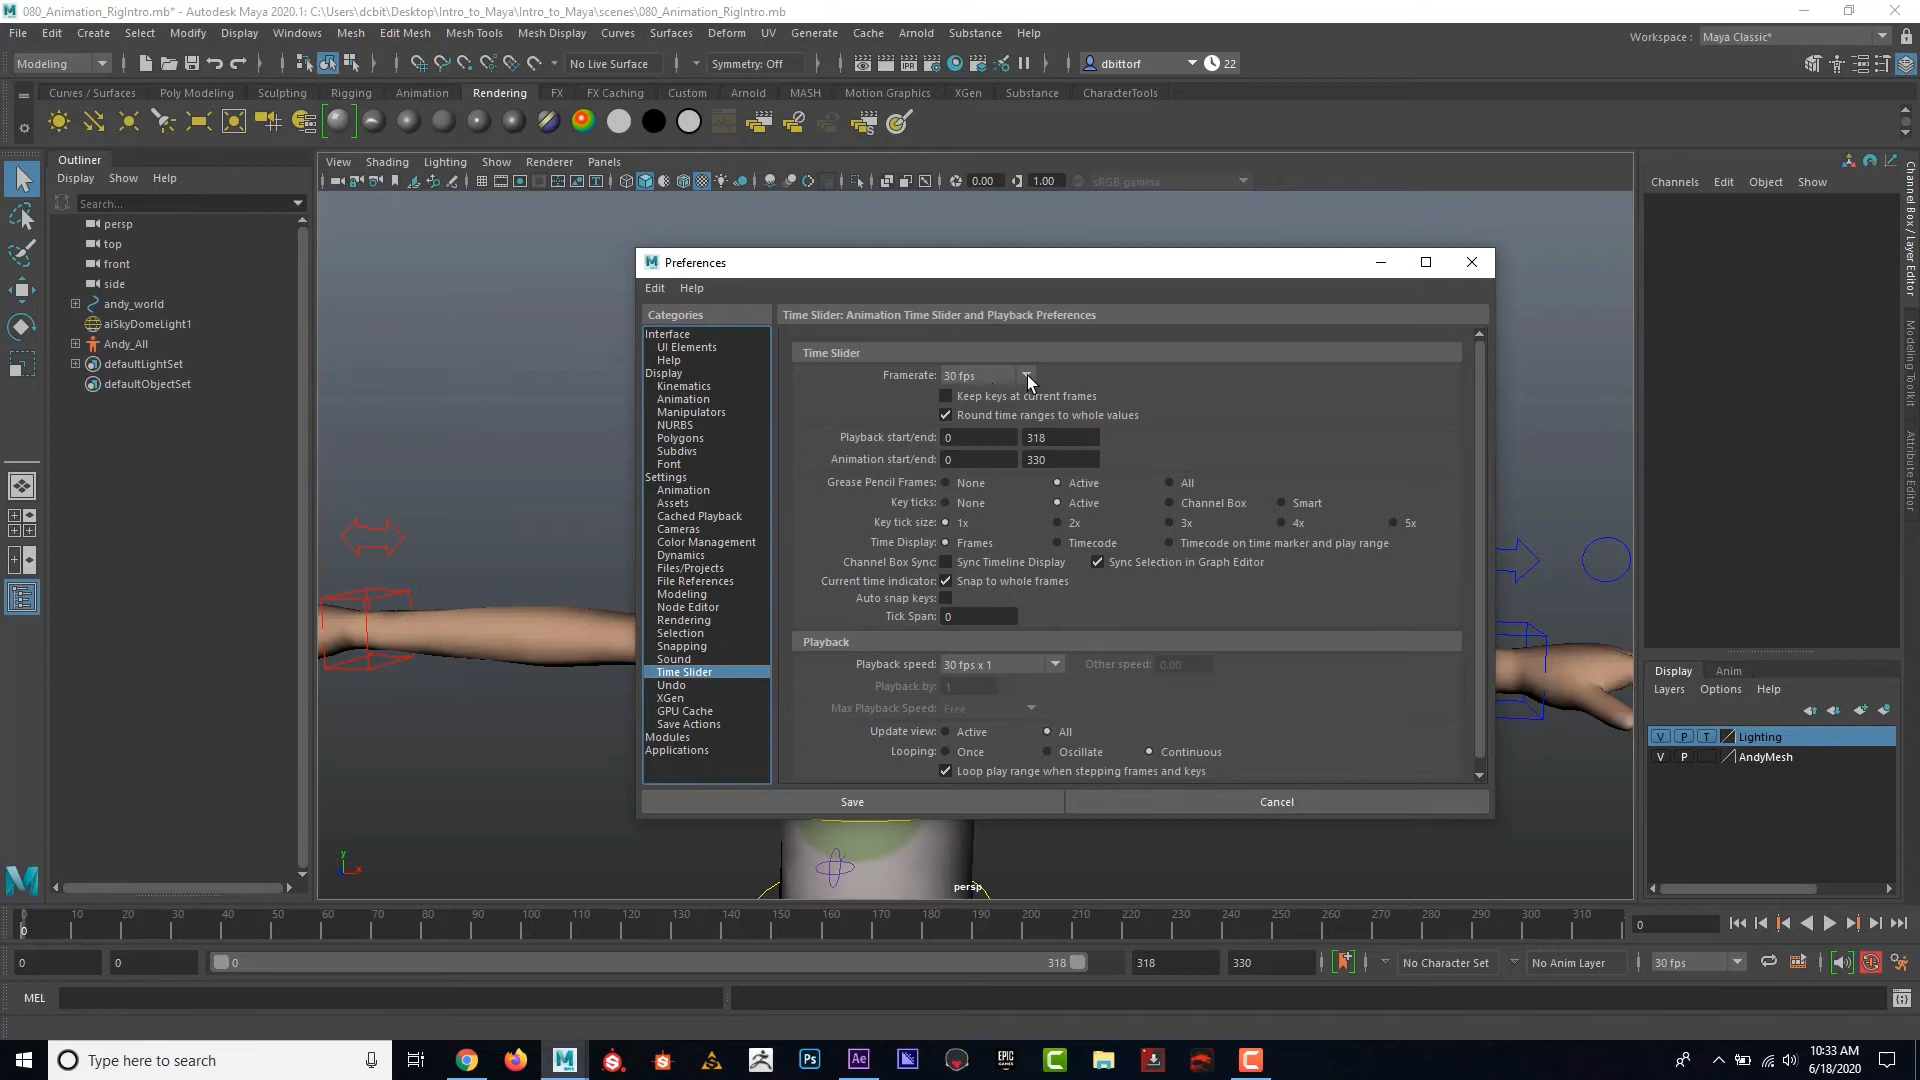 080_Animation_RigIntro.mb* - Autodesk Maya 2020.1: C:\Users\dcbit\Desktop\Intro_to_Maya\Intro_to_Maya\scenes\080_Animation_RigIntro.mb
File Edit Create Select Modify Display Windows Mesh Edit Mesh Mesh Tools Mesh Display Curves Surfaces Deform UV Generate Cache Arnold Substance Help Workspace : Maya Classic*
Modeling No Live Surface Symmetry: Off dbittorf 22
Curves / Surfaces Poly Modeling Sculpting Rigging Animation Rendering FX FX Caching Custom Arnold MASH Motion Graphics XGen Substance CharacterTools
Outliner
Display Show Help
Search...
persp
top
front
side
andy_world
aiSkyDomeLight1
Andy_All
defaultLightSet
defaultObjectSet
View Shading Lighting Show Renderer Panels
0.00 1.00 sRGB gamma
Preferences
Edit Help
Categories
Interface
UI Elements
Help
Display
Kinematics
Animation
Manipulators
NURBS
Polygons
Subdivs
Font
Settings
Animation
Assets
Cached Playback
Cameras
Color Management
Dynamics
Files/Projects
File References
Modeling
Node Editor
Rendering
Selection
Snapping
Sound
Time Slider
Undo
XGen
GPU Cache
Save Actions
Modules
Applications
Time Slider: Animation Time Slider and Playback Preferences
Time Slider
Framerate: 30 fps
Keep keys at current frames
Round time ranges to whole values
Playback start/end: 0 318
Animation start/end: 0 330
Grease Pencil Frames: None Active All
Key ticks: None Active Channel Box Smart
Key tick size: 1x 2x 3x 4x 5x
Time Display: Frames Timecode Timecode on time marker and play range
Channel Box Sync: Sync Timeline Display Sync Selection in Graph Editor
Current time indicator: Snap to whole frames
Auto snap keys:
Tick Span: 0
Playback
Playback speed: 30 fps x 1 Other speed: 0.00
Playback by: 1
Max Playback Speed: Free
Update view: Active All
Looping: Once Oscillate Continuous
Loop play range when stepping frames and keys
Save Cancel
y
x
persp
Channels Edit Object Show
Channel Box / Layer Editor
Modeling Toolkit
Attribute Editor
Display Anim
Layers Options Help
V P T Lighting
V P AndyMesh
0 10 20 30 40 50 60 70 80 90 100 110 120 130 140 150 160 170 180 190 200 210 220 230 240 250 260 270 280 290 300 310
0
0
0 0 0 318 318 330 No Character Set No Anim Layer 30 fps
MEL
Type here to search
Ps
Ae
EPIC GAMES
10:33 AM
6/18/2020